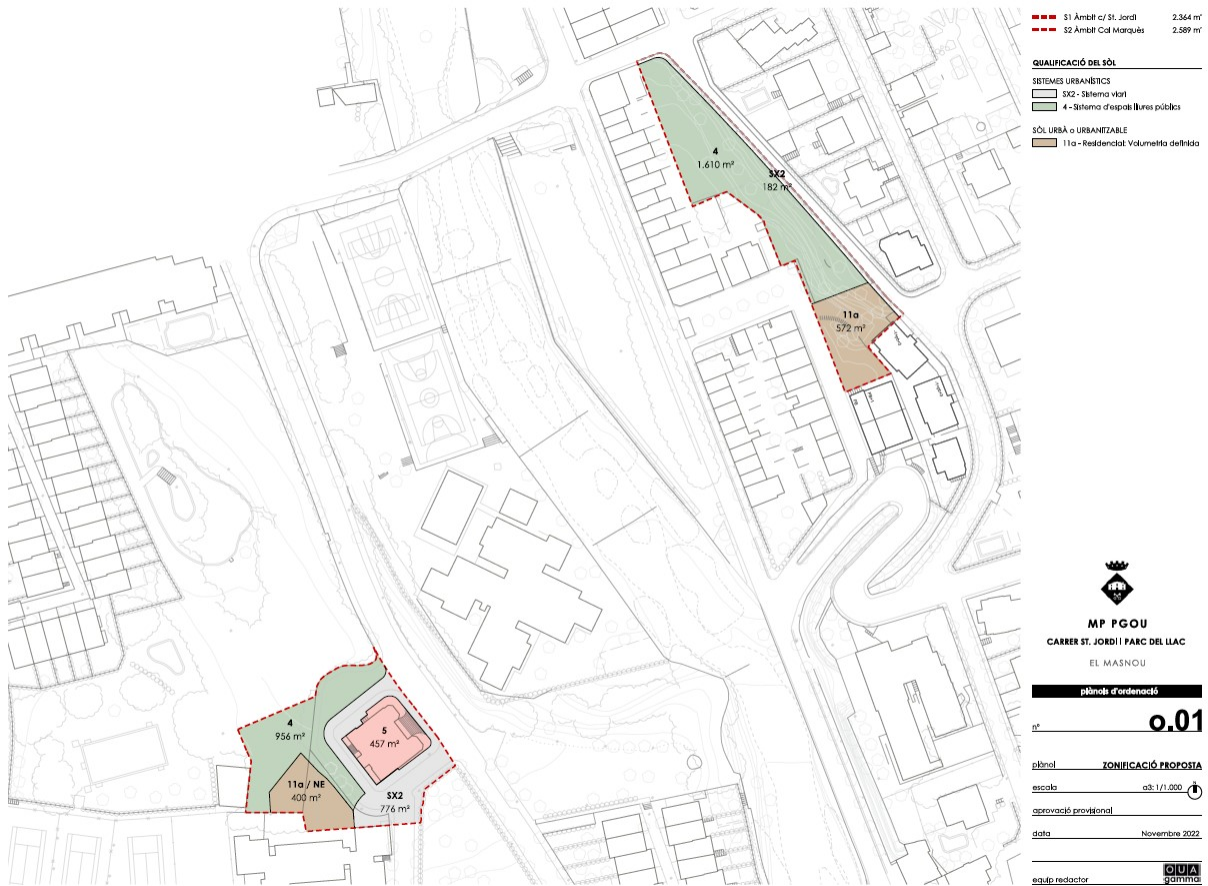 S1 Àmbit c/ St. Jordi 2.364 m²
S2 Àmbit Cal Marquès 2.589 m²
QUALIFICACIÓ DEL SÒL
SISTEMES URBANÍSTICS
SX2 - Sistema viari
4 - Sistema d'espais lliures públics
SÒL URBÀ o URBANITZABLE
11a - Residencial: Volumetria definida
4
1.610 m²
SX2
182 m²
11a
572 m²
4
956 m²
5
457 m²
11a / NE
400 m²
SX2
776 m²
MP PGOU
CARRER ST. JORDI I PARC DEL LLAC
EL MASNOU
plànols d'ordenació
nº o.01
plànol ZONIFICACIÓ PROPOSTA
escala a3: 1/1.000
aprovació provisional
data Novembre 2022
equip redactor OUA gamma